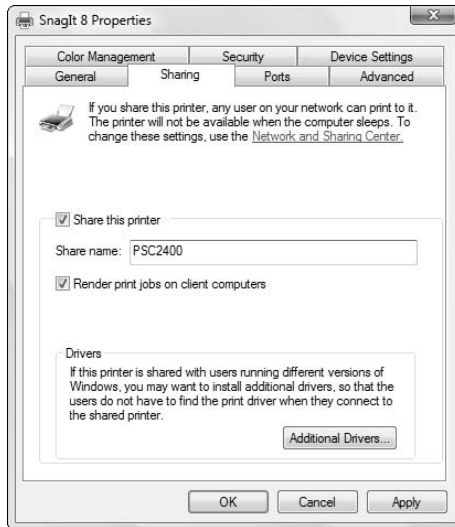 SnagIt 8 Properties
Color Management Security Device Settings
General Sharing Ports Advanced
If you share this printer, any user on your network can print to it.
The printer will not be available when the computer sleeps. To
change these settings, use the Network and Sharing Center.
Share this printer
Share name: PSC2400
Render print jobs on client computers
Drivers
If this printer is shared with users running different versions of
Windows, you may want to install additional drivers, so that the
users do not have to find the print driver when they connect to
the shared printer.
Additional Drivers...
OK Cancel Apply